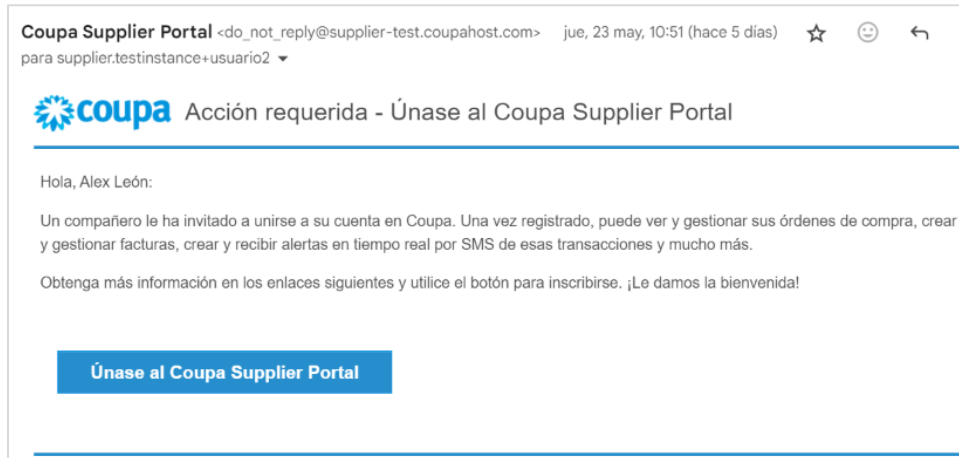 Coupa Supplier Portal <do_not_reply@supplier-test.coupahost.com> jue, 23 may, 10:51 (hace 5 días)
para supplier.testinstance+usuario2
coupa Acción requerida - Únase al Coupa Supplier Portal
Hola, Alex León:
Un compañero le ha invitado a unirse a su cuenta en Coupa. Una vez registrado, puede ver y gestionar sus órdenes de compra, crear
y gestionar facturas, crear y recibir alertas en tiempo real por SMS de esas transacciones y mucho más.
Obtenga más información en los enlaces siguientes y utilice el botón para inscribirse. ¡Le damos la bienvenida!
Únase al Coupa Supplier Portal